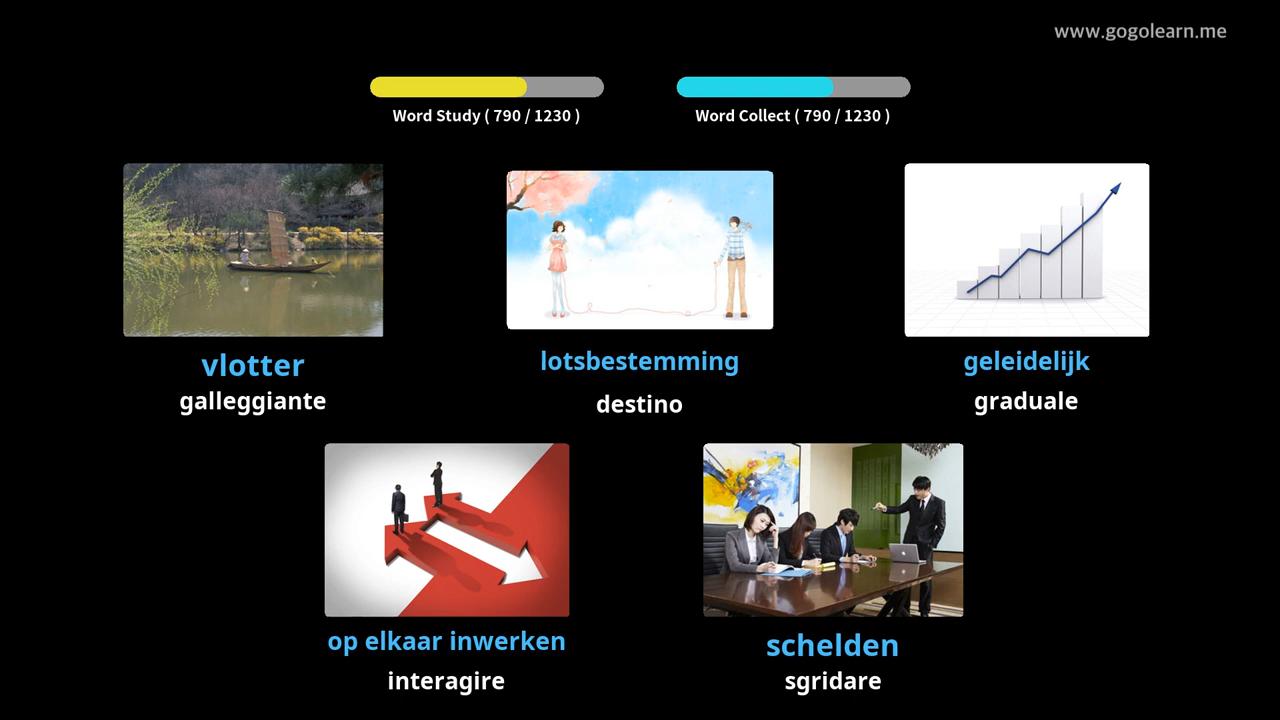 www.gogolearn.me
Word Study ( 790 / 1230 )
Word Collect ( 790 / 1230 )
vlotter
galleggiante
lotsbestemming
destino
geleidelijk
graduale
op elkaar inwerken
interagire
schelden
sgridare